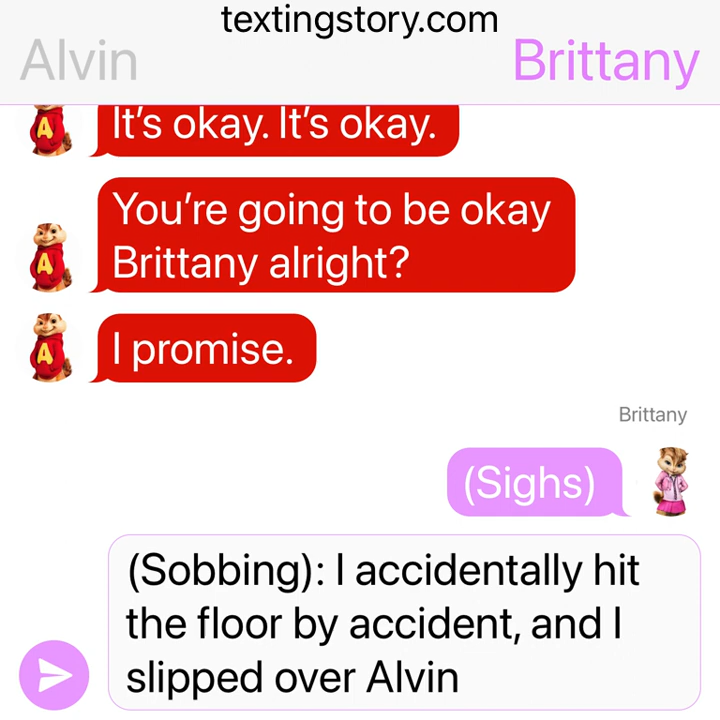 textingstory.com
Alvin
Brittany
It's okay. It's okay.
You're going to be okay
Brittany alright?
I promise.
Brittany
(Sighs)
(Sobbing): I accidentally hit
the floor by accident, and I
slipped over Alvin
A
A
A